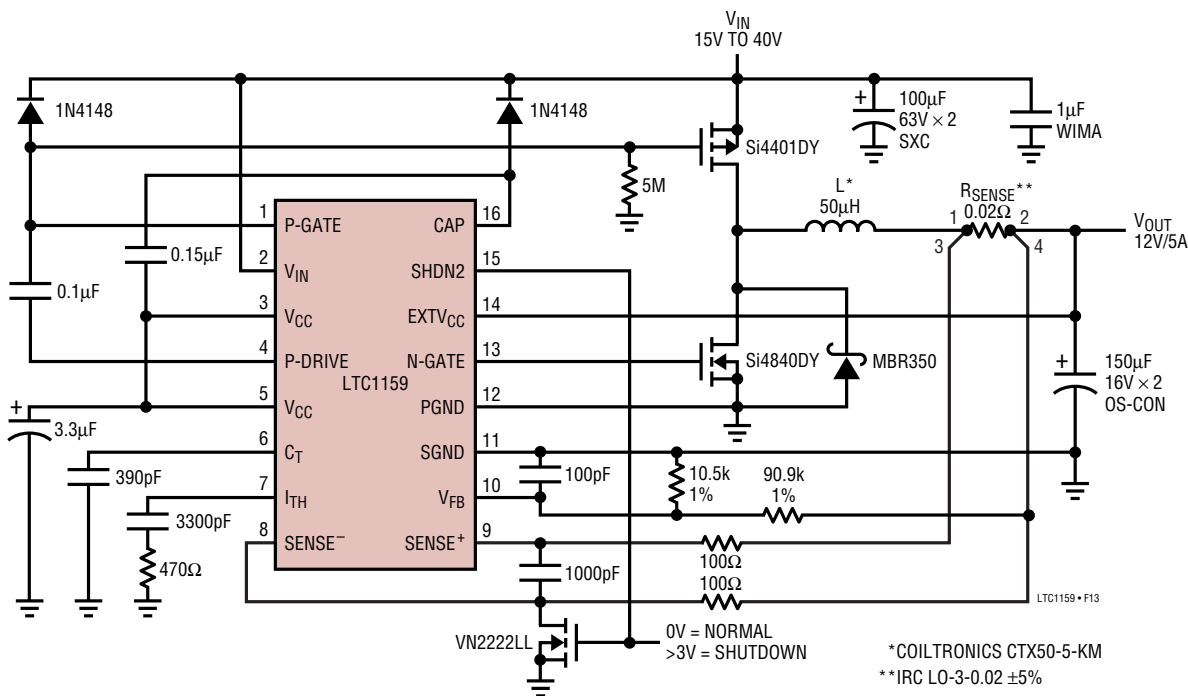 VIN
15V TO 40V
1N4148
1N4148
+
100µF
63V × 2
SXC
1µF
WIMA
Si4401DY
5M
L*
50µH
RSENSE**
0.02Ω
1
2
3
4
VOUT
12V/5A
0.15µF
0.1µF
1
P-GATE
CAP
16
2
VIN
SHDN2
15
3
VCC
EXTVCC
14
4
P-DRIVE
N-GATE
13
LTC1159
5
VCC
PGND
12
6
CT
SGND
11
7
ITH
VFB
10
8
SENSE−
SENSE+
9
Si4840DY
MBR350
+
150µF
16V × 2
OS-CON
+
3.3µF
390pF
3300pF
470Ω
100pF
10.5k
1%
90.9k
1%
100Ω
100Ω
1000pF
LTC1159 • F13
VN2222LL
0V = NORMAL
>3V = SHUTDOWN
*COILTRONICS CTX50-5-KM
**IRC LO-3-0.02 ±5%